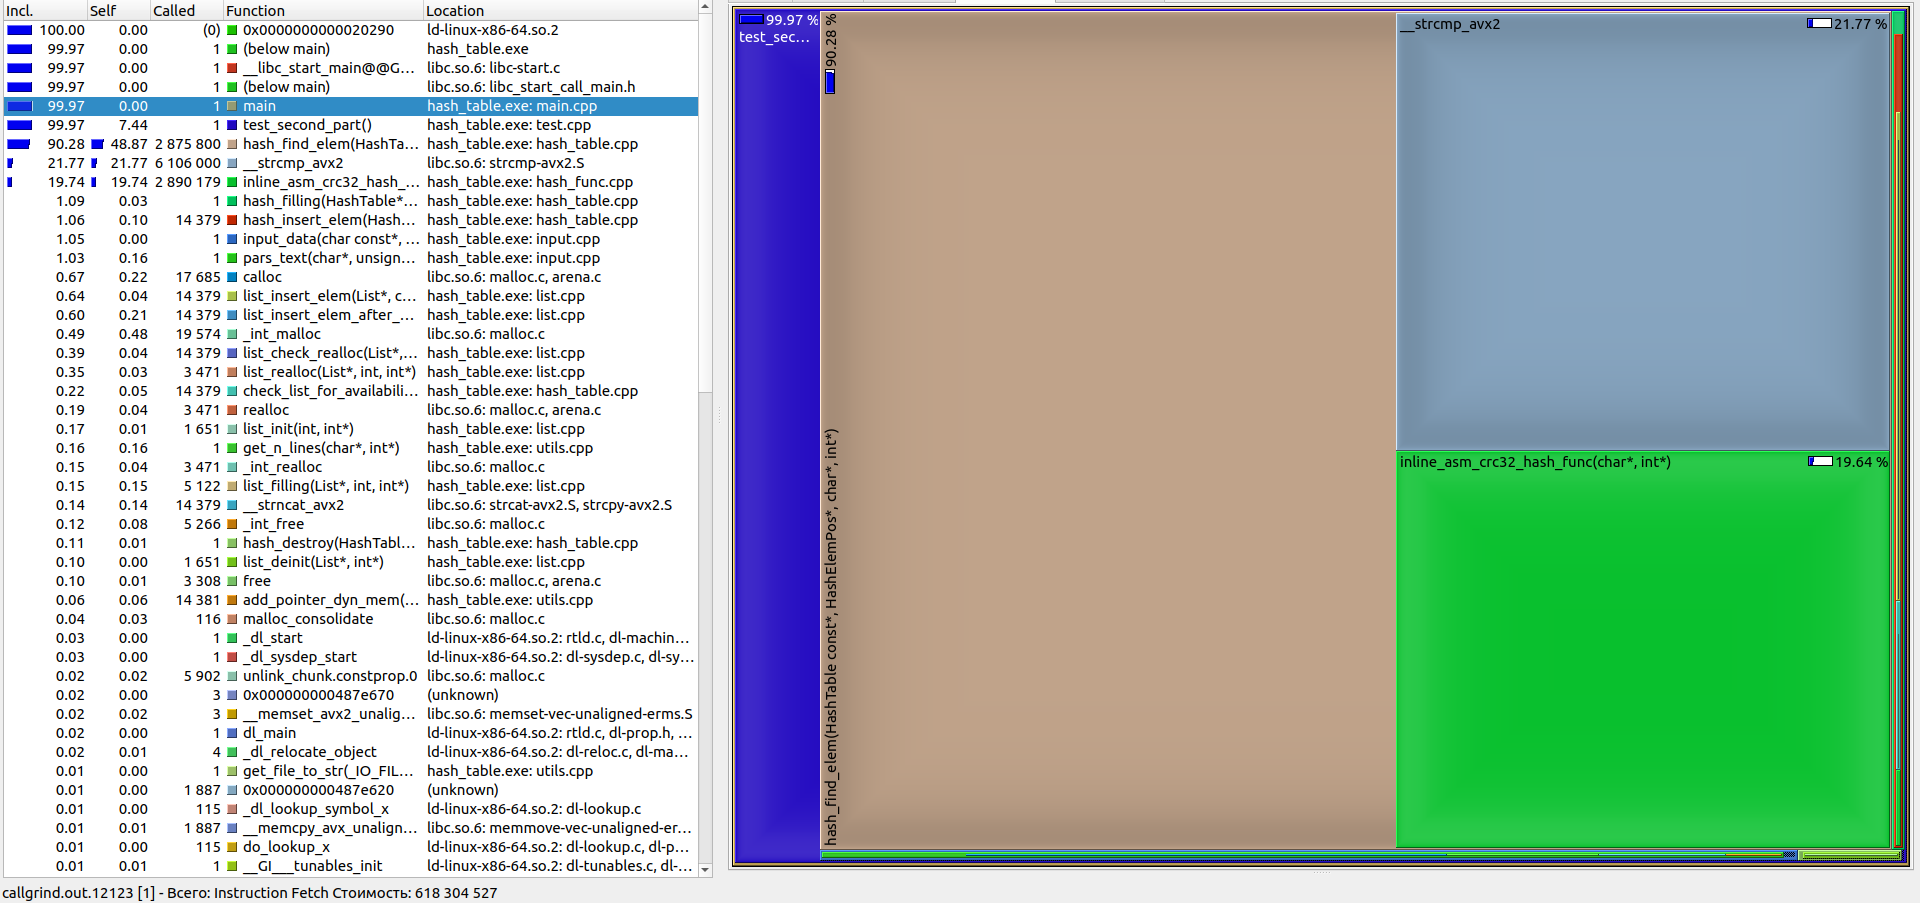 Incl. Self Called Function Location
100.00 0.00 (0) 0x0000000000020290 ld-linux-x86-64.so.2
99.97 0.00 1 (below main) hash_table.exe
99.97 0.00 1 __libc_start_main@@G... libc.so.6: libc-start.c
99.97 0.00 1 (below main) libc.so.6: libc_start_call_main.h
99.97 0.00 1 main hash_table.exe: main.cpp
99.97 7.44 1 test_second_part() hash_table.exe: test.cpp
90.28 48.87 2 875 800 hash_find_elem(HashTa... hash_table.exe: hash_table.cpp
21.77 21.77 6 106 000 __strcmp_avx2 libc.so.6: strcmp-avx2.S
19.74 19.74 2 890 179 inline_asm_crc32_hash_... hash_table.exe: hash_func.cpp
1.09 0.03 1 hash_filling(HashTable*... hash_table.exe: hash_table.cpp
1.06 0.10 14 379 hash_insert_elem(Hash... hash_table.exe: hash_table.cpp
1.05 0.00 1 input_data(char const*, ... hash_table.exe: input.cpp
1.03 0.16 1 pars_text(char*, unsign... hash_table.exe: input.cpp
0.67 0.22 17 685 calloc libc.so.6: malloc.c, arena.c
0.64 0.04 14 379 list_insert_elem(List*, c... hash_table.exe: list.cpp
0.60 0.21 14 379 list_insert_elem_after_... hash_table.exe: list.cpp
0.49 0.48 19 574 _int_malloc libc.so.6: malloc.c
0.39 0.04 14 379 list_check_realloc(List*,... hash_table.exe: list.cpp
0.35 0.03 3 471 list_realloc(List*, int, int*) hash_table.exe: list.cpp
0.22 0.05 14 379 check_list_for_availabili... hash_table.exe: hash_table.cpp
0.19 0.04 3 471 realloc libc.so.6: malloc.c, arena.c
0.17 0.01 1 651 list_init(int, int*) hash_table.exe: list.cpp
0.16 0.16 1 get_n_lines(char*, int*) hash_table.exe: utils.cpp
0.15 0.04 3 471 _int_realloc libc.so.6: malloc.c
0.15 0.15 5 122 list_filling(List*, int, int*) hash_table.exe: list.cpp
0.14 0.14 14 379 __strncat_avx2 libc.so.6: strcat-avx2.S, strcpy-avx2.S
0.12 0.08 5 266 _int_free libc.so.6: malloc.c
0.11 0.01 1 hash_destroy(HashTabl... hash_table.exe: hash_table.cpp
0.10 0.00 1 651 list_deinit(List*, int*) hash_table.exe: list.cpp
0.10 0.01 3 308 free libc.so.6: malloc.c, arena.c
0.06 0.06 14 381 add_pointer_dyn_mem(... hash_table.exe: utils.cpp
0.04 0.03 116 malloc_consolidate libc.so.6: malloc.c
0.03 0.00 1 _dl_start ld-linux-x86-64.so.2: rtld.c, dl-machin...
0.03 0.00 1 _dl_sysdep_start ld-linux-x86-64.so.2: dl-sysdep.c, dl-sy...
0.02 0.02 5 902 unlink_chunk.constprop.0 libc.so.6: malloc.c
0.02 0.00 3 0x000000000487e670 (unknown)
0.02 0.02 3 __memset_avx2_unalig... libc.so.6: memset-vec-unaligned-erms.S
0.02 0.00 1 dl_main ld-linux-x86-64.so.2: rtld.c, dl-prop.h, ...
0.02 0.01 4 _dl_relocate_object ld-linux-x86-64.so.2: dl-reloc.c, dl-ma...
0.01 0.00 1 get_file_to_str(_IO_FIL... hash_table.exe: utils.cpp
0.01 0.00 1 887 0x000000000487e620 (unknown)
0.01 0.00 115 _dl_lookup_symbol_x ld-linux-x86-64.so.2: dl-lookup.c
0.01 0.01 1 887 __memcpy_avx_unalign... libc.so.6: memmove-vec-unaligned-er...
0.01 0.00 115 do_lookup_x ld-linux-x86-64.so.2: dl-lookup.c, dl-p...
0.01 0.01 1 __GI___tunables_init ld-linux-x86-64.so.2: dl-tunables.c, dl-...
99.97 %
test_sec...
hash_find_elem(HashTable const*, HashElemPos*, char*, int*) 90.28 %
__strcmp_avx2 21.77 %
inline_asm_crc32_hash_func(char*, int*) 19.64 %
callgrind.out.12123 [1] - Всего: Instruction Fetch Стоимость: 618 304 527